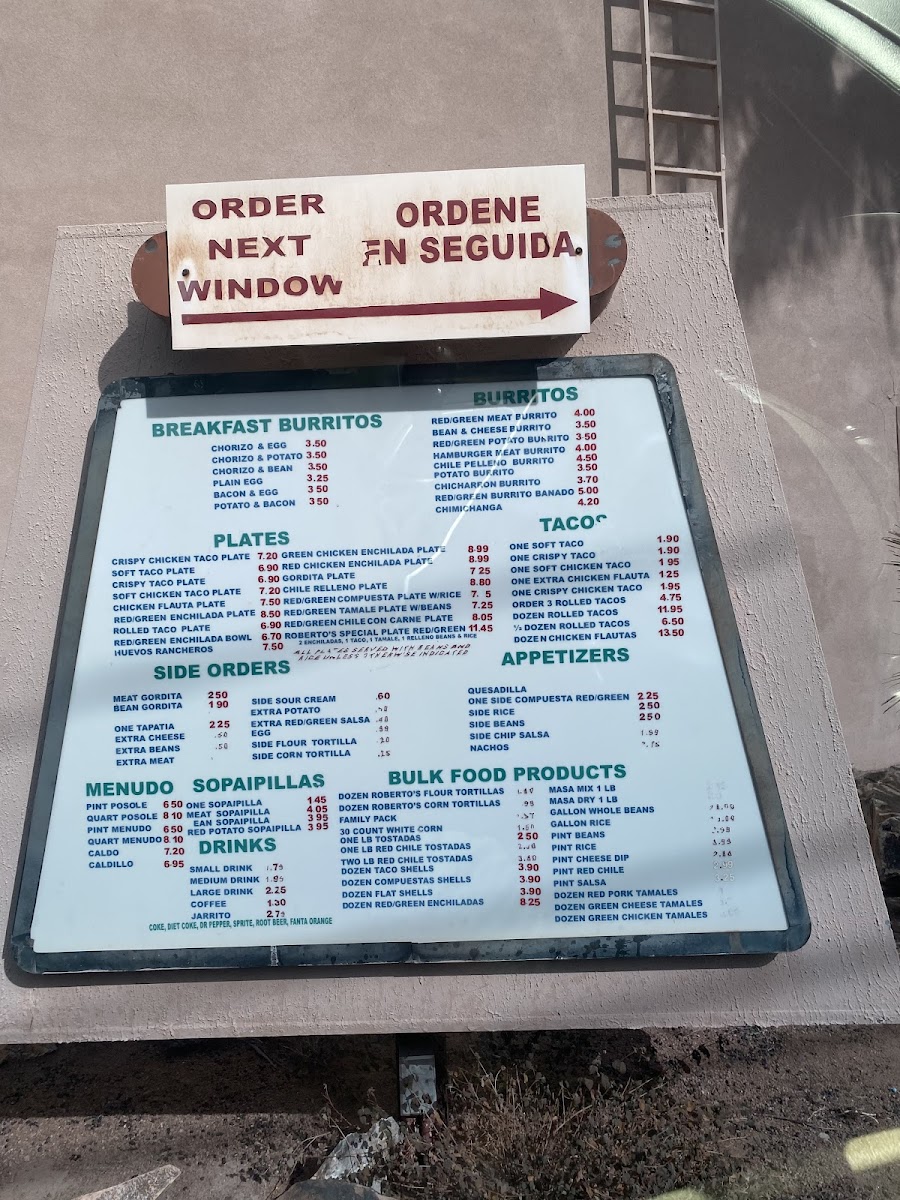 ORDER
NEXT
WINDOW
ORDENE
EN SEGUIDA
BREAKFAST BURRITOS
CHORIZO & EGG 3.50
CHORIZO & POTATO 3.50
CHORIZO & BEAN 3.50
PLAIN EGG 3.25
BACON & EGG 3 50
POTATO & BACON 3 50
BURRITOS
RED/GREEN MEAT BURRITO 4.00
BEAN & CHEESE BURRITO 3.50
RED/GREEN POTATO BURRITO 3 50
HAMBURGER MEAT BURRITO 4.00
CHILE PELLENO BURRITO 4.50
POTATO BURRITO 3.50
CHICHARRON BURRITO 3.70
RED/GREEN BURRITO BANADO 5.00
CHIMICHANGA 4.20
PLATES
CRISPY CHICKEN TACO PLATE 7.20
SOFT TACO PLATE 6.90
CRISPY TACO PLATE 6.90
SOFT CHICKEN TACO PLATE 7.20
CHICKEN FLAUTA PLATE 7.50
RED/GREEN ENCHILADA PLATE 8.50
ROLLED TACO PLATE 6.90
RED/GREEN ENCHILADA BOWL 6.70
HUEVOS RANCHEROS 7.50
GREEN CHICKEN ENCHILADA PLATE 8.99
RED CHICKEN ENCHILADA PLATE 8.99
GORDITA PLATE 7 25
CHILE RELLENO PLATE 8.80
RED/GREEN COMPUESTA PLATE W/RICE 7. 5
RED/GREEN TAMALE PLATE W/BEANS 7.25
RED/GREEN CHILE CON CARNE PLATE 8.05
ROBERTO'S SPECIAL PLATE RED/GREEN 11.45
2 ENCHILADAS, 1 TACO, 1 TAMALE, 1 RELLENO BEANS & RICE
ALL PLATES SERVED WITH BEANS AND
RICE UNLESS OTHERWISE INDICATED
TACOS
ONE SOFT TACO 1.90
ONE CRISPY TACO 1.90
ONE SOFT CHICKEN TACO 1 95
ONE EXTRA CHICKEN FLAUTA 1 25
ONE CRISPY CHICKEN TACO 1.95
ORDER 3 ROLLED TACOS 4.75
DOZEN ROLLED TACOS 11.95
½ DOZEN ROLLED TACOS 6.50
DOZEN CHICKEN FLAUTAS 13.50
SIDE ORDERS
MEAT GORDITA 2 50
BEAN GORDITA 1 90
ONE TAPATIA 2 25
EXTRA CHEESE .50
EXTRA BEANS .50
EXTRA MEAT
SIDE SOUR CREAM .60
EXTRA POTATO
EXTRA RED/GREEN SALSA
EGG
SIDE FLOUR TORTILLA
SIDE CORN TORTILLA .25
APPETIZERS
QUESADILLA
ONE SIDE COMPUESTA RED/GREEN 2 25
SIDE RICE 2 50
SIDE BEANS 2 50
SIDE CHIP SALSA
NACHOS
MENUDO
PINT POSOLE 6 50
QUART POSOLE 8 10
PINT MENUDO 6 50
QUART MENUDO 8 10
CALDO 7.20
CALDILLO 6.95
SOPAIPILLAS
ONE SOPAIPILLA 1 45
MEAT SOPAIPILLA 4.05
EAN SOPAIPILLA 3 95
RED POTATO SOPAIPILLA 3 95
DRINKS
SMALL DRINK
MEDIUM DRINK
LARGE DRINK 2.25
COFFEE
JARRITO
COKE, DIET COKE, DR PEPPER, SPRITE, ROOT BEER, FANTA ORANGE
BULK FOOD PRODUCTS
DOZEN ROBERTO'S FLOUR TORTILLAS
DOZEN ROBERTO'S CORN TORTILLAS
FAMILY PACK
30 COUNT WHITE CORN
ONE LB TOSTADAS 2 50
ONE LB RED CHILE TOSTADAS
TWO LB RED CHILE TOSTADAS
DOZEN TACO SHELLS 3.90
DOZEN COMPUESTAS SHELLS 3.90
DOZEN FLAT SHELLS 3.90
DOZEN RED/GREEN ENCHILADAS 8.25
MASA MIX 1 LB
MASA DRY 1 LB
GALLON WHOLE BEANS
GALLON RICE
PINT BEANS
PINT RICE
PINT CHEESE DIP
PINT RED CHILE
PINT SALSA
DOZEN RED PORK TAMALES
DOZEN GREEN CHEESE TAMALES
DOZEN GREEN CHICKEN TAMALES